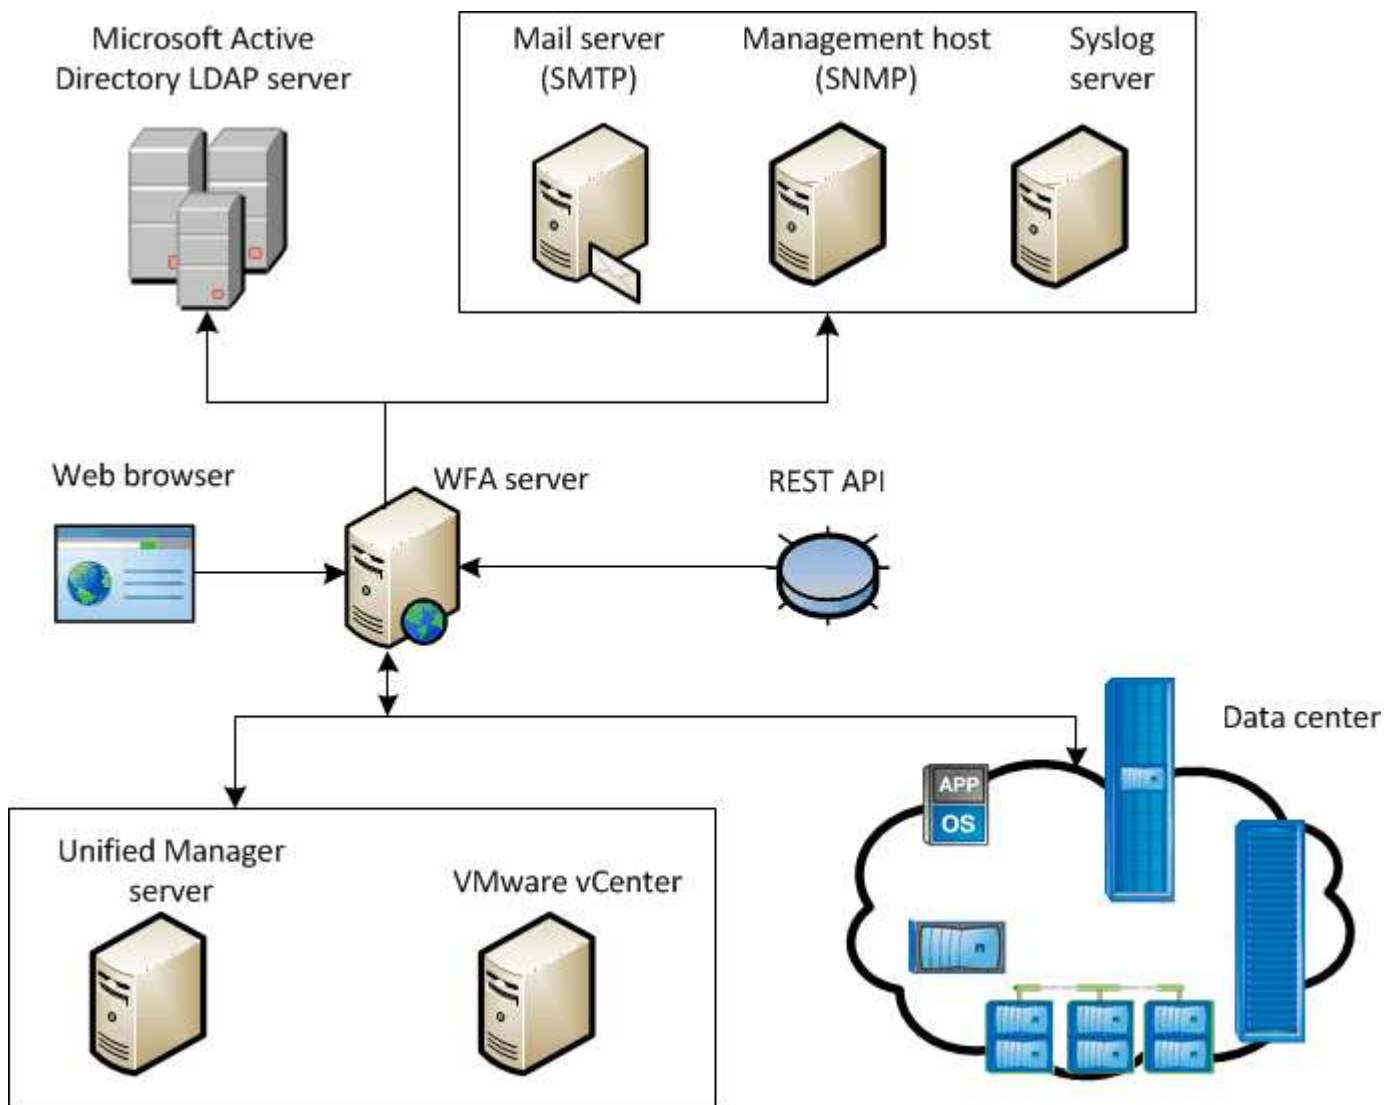 Microsoft Active
Directory LDAP server
Mail server
(SMTP)
Management host
(SNMP)
Syslog
server
Web browser
WFA server
REST API
Data center
APP
OS
Unified Manager
server
VMware vCenter